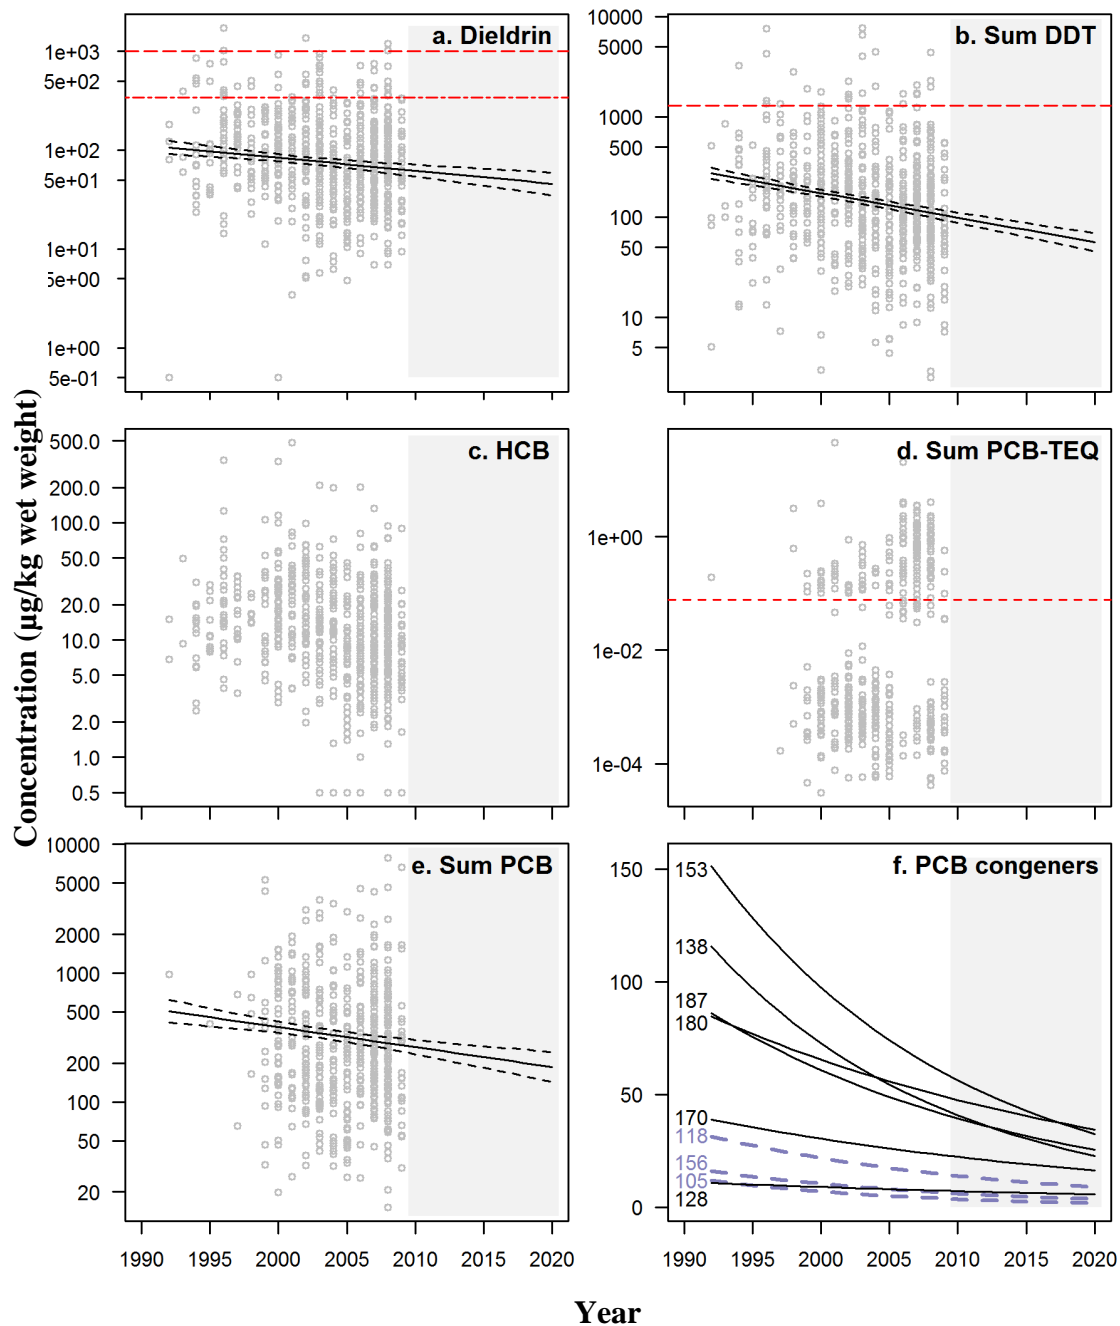 a. Dieldrin
1e+03
5e+02
1e+02
5e+01
1e+01
5e+00
1e+00
5e-01
b. Sum DDT
10000
5000
1000
500
100
50
10
5
Concentration (µg/kg wet weight)
c. HCB
500.0
200.0
100.0
50.0
20.0
10.0
5.0
2.0
1.0
0.5
d. Sum PCB-TEQ
1e+00
1e-02
1e-04
e. Sum PCB
10000
5000
2000
1000
500
200
100
50
20
1990 1995 2000 2005 2010 2015 2020
f. PCB congeners
150
100
50
0
153
138
187
180
170
118
156
105
128
1990 1995 2000 2005 2010 2015 2020
Year